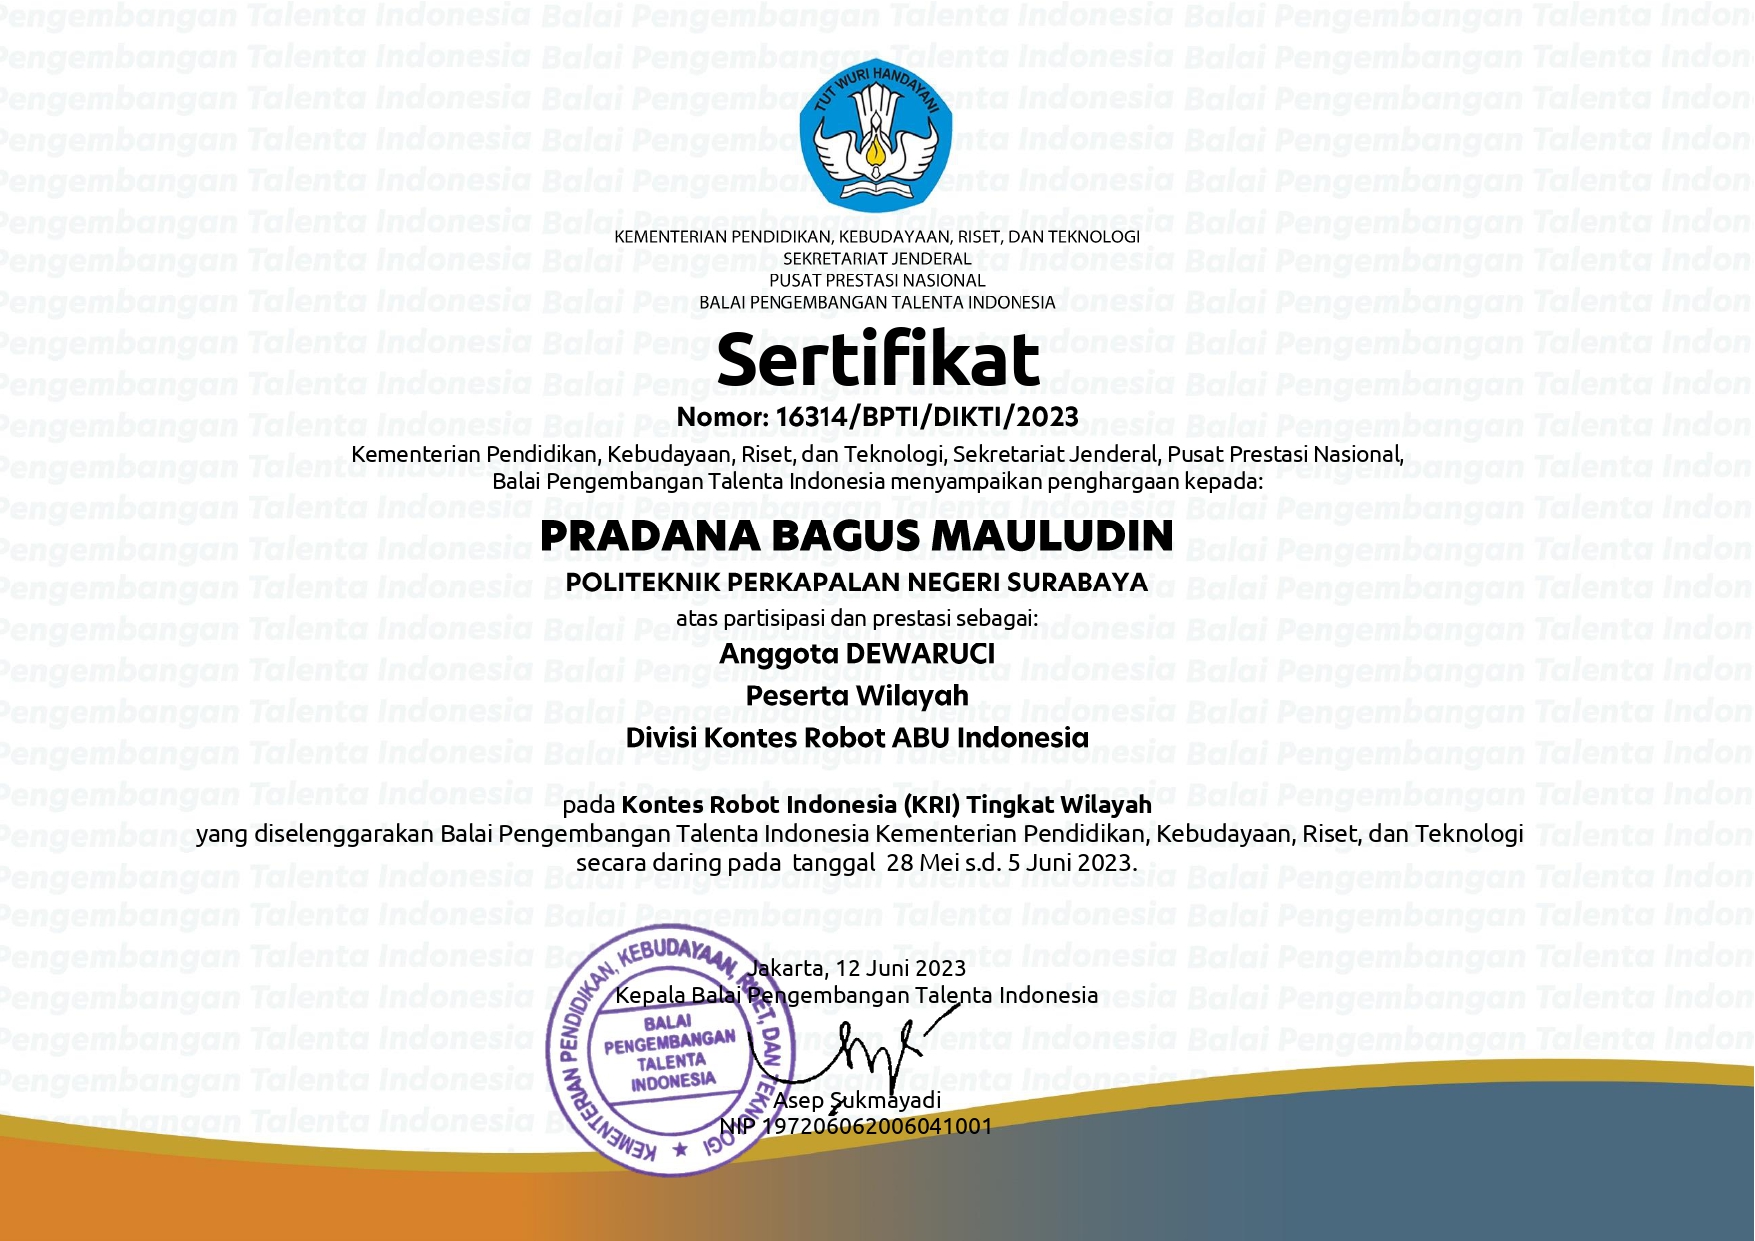 TUT WURI HANDAYANI
KEMENTERIAN PENDIDIKAN, KEBUDAYAAN, RISET, DAN TEKNOLOGI
SEKRETARIAT JENDERAL
PUSAT PRESTASI NASIONAL
BALAI PENGEMBANGAN TALENTA INDONESIA
Sertifikat
Nomor: 16314/BPTI/DIKTI/2023
Kementerian Pendidikan, Kebudayaan, Riset, dan Teknologi, Sekretariat Jenderal, Pusat Prestasi Nasional,
Balai Pengembangan Talenta Indonesia menyampaikan penghargaan kepada:
PRADANA BAGUS MAULUDIN
POLITEKNIK PERKAPALAN NEGERI SURABAYA
atas partisipasi dan prestasi sebagai:
Anggota DEWARUCI
Peserta Wilayah
Divisi Kontes Robot ABU Indonesia
pada Kontes Robot Indonesia (KRI) Tingkat Wilayah
yang diselenggarakan Balai Pengembangan Talenta Indonesia Kementerian Pendidikan, Kebudayaan, Riset, dan Teknologi
secara daring pada tanggal 28 Mei s.d. 5 Juni 2023.
Jakarta, 12 Juni 2023
Kepala Balai Pengembangan Talenta Indonesia
KEMENTERIAN PENDIDIKAN, KEBUDAYAAN, RISET, DAN TEKNOLOGI
BALAI
PENGEMBANGAN
TALENTA
INDONESIA
Asep Sukmayadi
NIP 197206062006041001